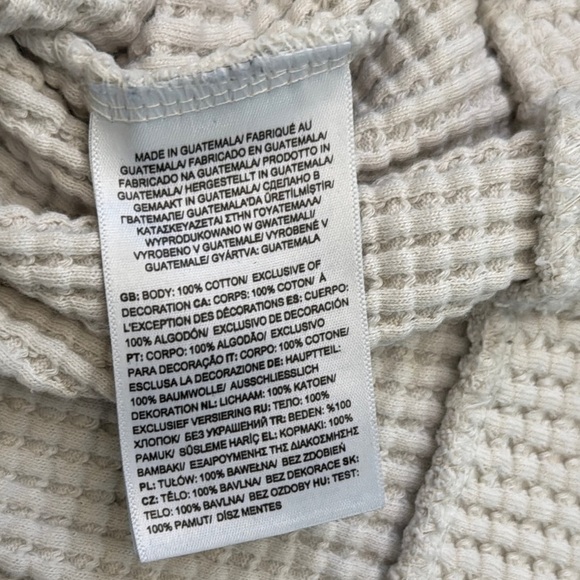 MADE IN GUATEMALA/ FABRIQUÉ AU
GUATEMALA/ FABRICADO EN GUATEMALA/
FABRICADO NA GUATEMALA/ PRODOTTO IN
GUATEMALA/ HERGESTELLT IN GUATEMALA/
GEMAAKT IN GUATEMALA/ СДЕЛАНО В
ГВАТЕМАЛЕ/ GUATEMALA'DA ÜRETİLMİŞTİR/
ΚΑΤΑΣΚΕΥΑΖΕΤΑΙ ΣΤΗΝ ΓΟΥΑΤΕΜΑΛΑ/
WYPRODUKOWANO W GWATEMALI/
VYROBENO V GUATEMALA/ VYROBENÉ V
GUATEMALE/ GYÁRTVA: GUATEMALA
GB: BODY: 100% COTTON/ EXCLUSIVE OF
DECORATION CA: CORPS: 100% COTON/ À
L'EXCEPTION DES DÉCORATIONS ES: CUERPO:
100% ALGODÓN/ EXCLUSIVO DE DECORACIÓN
PT: CORPO: 100% ALGODÃO/ EXCLUSIVO
PARA DECORAÇÃO IT: CORPO: 100% COTONE/
ESCLUSA LA DECORAZIONE DE: HAUPTTEIL:
100% BAUMWOLLE/ AUSSCHLIESSLICH
DEKORATION NL: LICHAAM: 100% KATOEN/
EXCLUSIEF VERSIERING RU: ТЕЛО: 100%
ХЛОПОК/ БЕЗ УКРАШЕНИЙ TR: BEDEN: %100
PAMUK/ SÜSLEME HARİÇ EL: ΚΟΡΜΑΚΙ: 100%
ΒΑΜΒΑΚΙ/ ΕΞΑΙΡΟΥΜΕΝΗΣ ΤΗΣ ΔΙΑΚΟΣΜΗΣΗΣ
PL: TUŁÓW: 100% BAWEŁNA/ BEZ ZDOBIEŃ
CZ: TĚLO: 100% BAVLNA/ BEZ DEKORACE SK:
TELO: 100% BAVLNA/ BEZ OZDOBY HU: TEST:
100% PAMUT/ DÍSZ MENTES